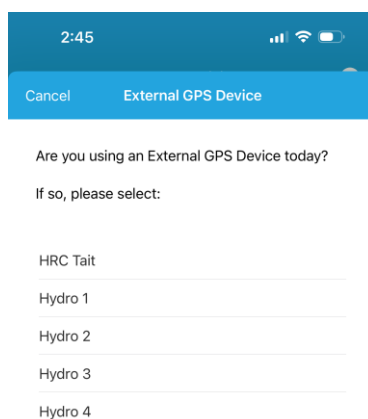 2:45
Cancel External GPS Device
Are you using an External GPS Device today?
If so, please select:
HRC Tait
Hydro 1
Hydro 2
Hydro 3
Hydro 4